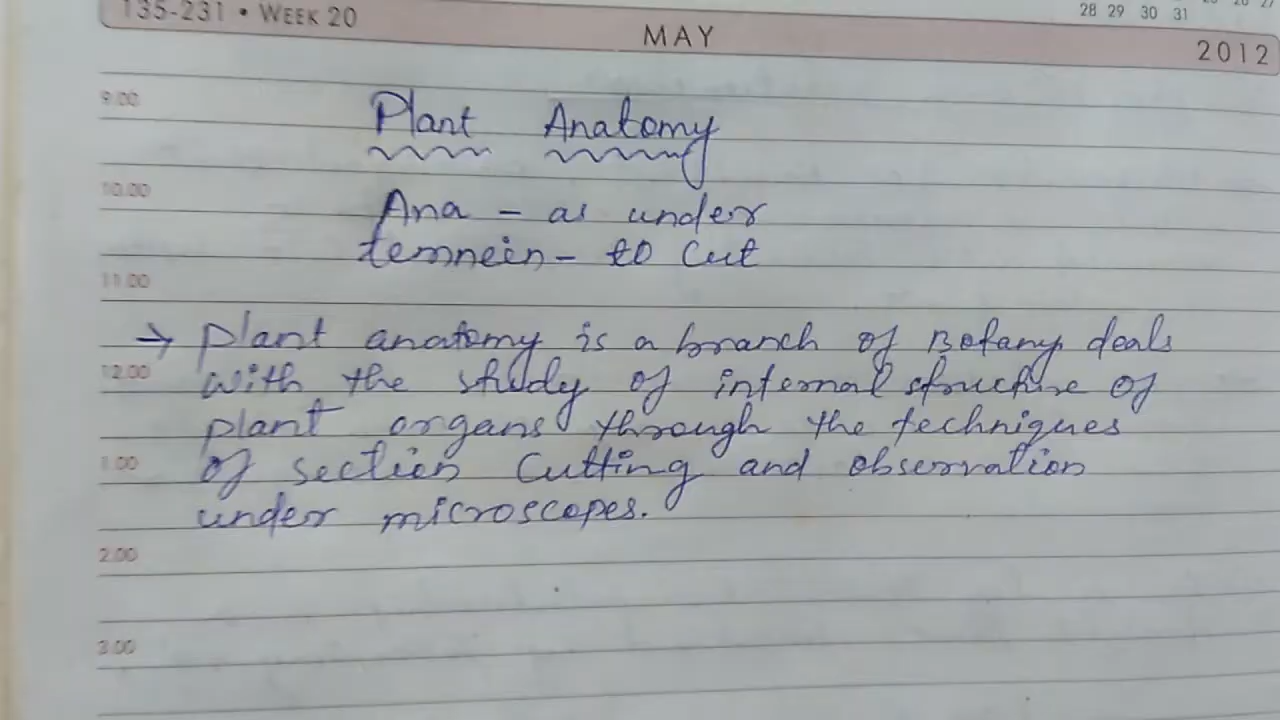 135-231 • WEEK 20
28 29 30 31
MAY
2012
9.00
Plant Anatomy
10.00
Ana - as under
temnein - to Cut
11.00
→ Plant anatomy is a branch of Botany deals
12.00
with the study of internal structure of
plant organs through the techniques
1.00
of section Cutting and observation
under microscopes.
2.00
3.00